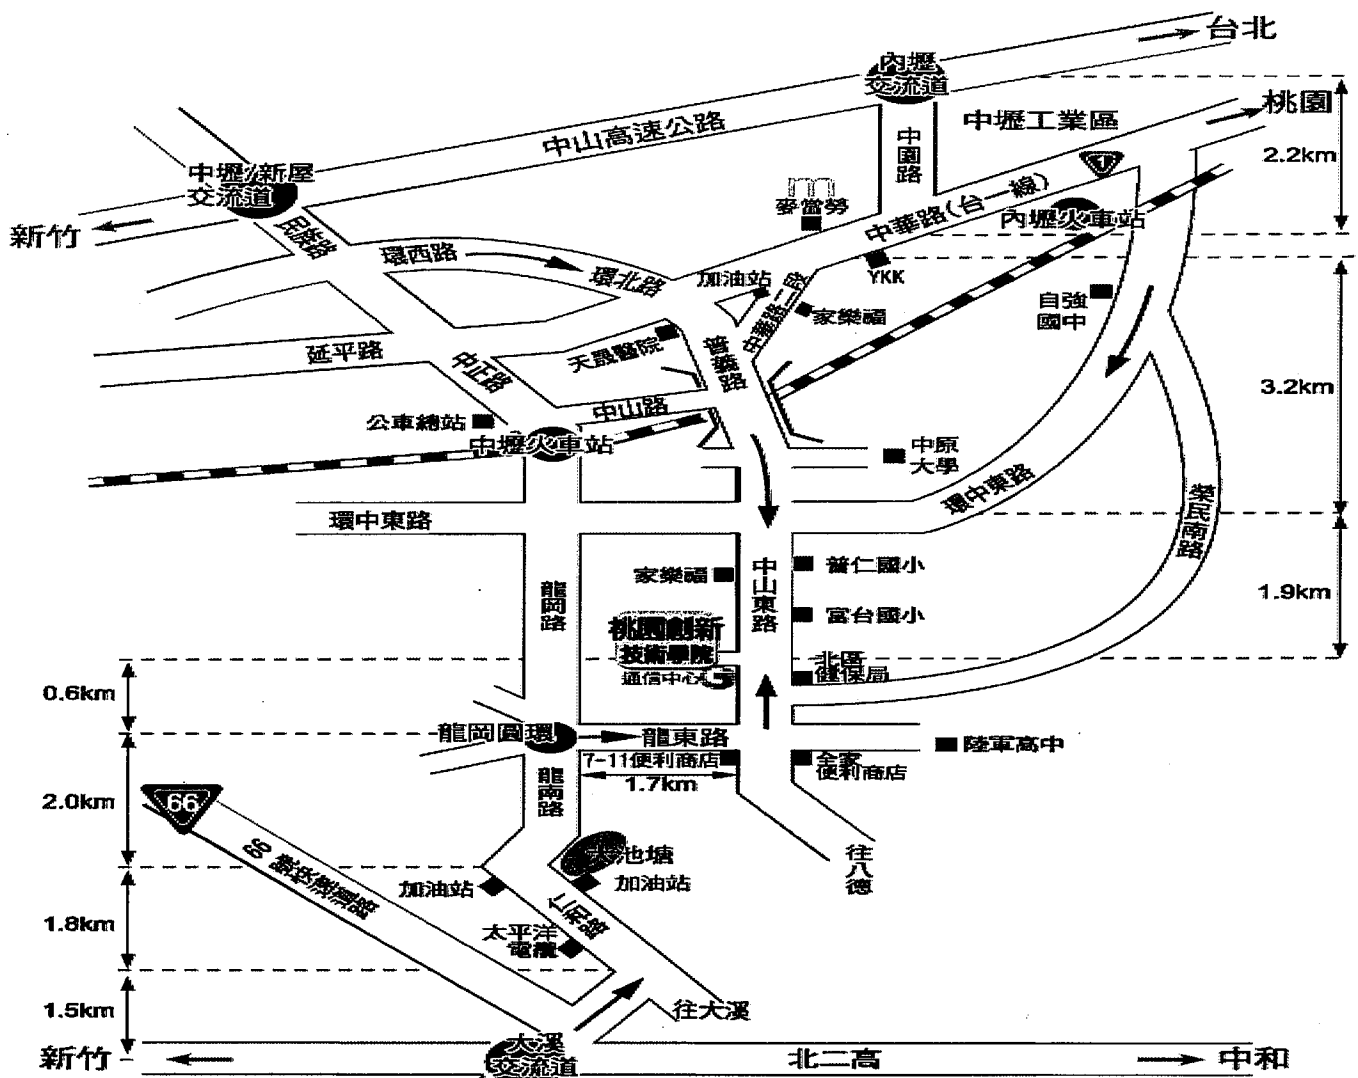 台北
內壢
交流道
桃園
中壢工業區
中山高速公路
中園路
1
2.2km
中壢/新屋
交流道
麥當勞
中華路(台一線)
內壢火車站
新竹
民族路
環西路
環北路
加油站
YKK
中華路二段
家樂福
自強
國中
天晟醫院
普義路
延平路
中正路
3.2km
中山路
公車總站
中壢火車站
中原
大學
環中東路
榮民南路
環中東路
龍岡路
家樂福
中山東路
普仁國小
1.9km
富台國小
桃園創新
技術學院
通信中心
北區
健保局
0.6km
龍岡圓環
龍東路
陸軍高中
7-11便利商店
全家
便利商店
1.7km
龍南路
2.0km
66
大池塘
往八德
加油站
加油站
太平洋
電纜
1.8km
往大溪
1.5km
新竹
大溪
交流道
北二高
中和